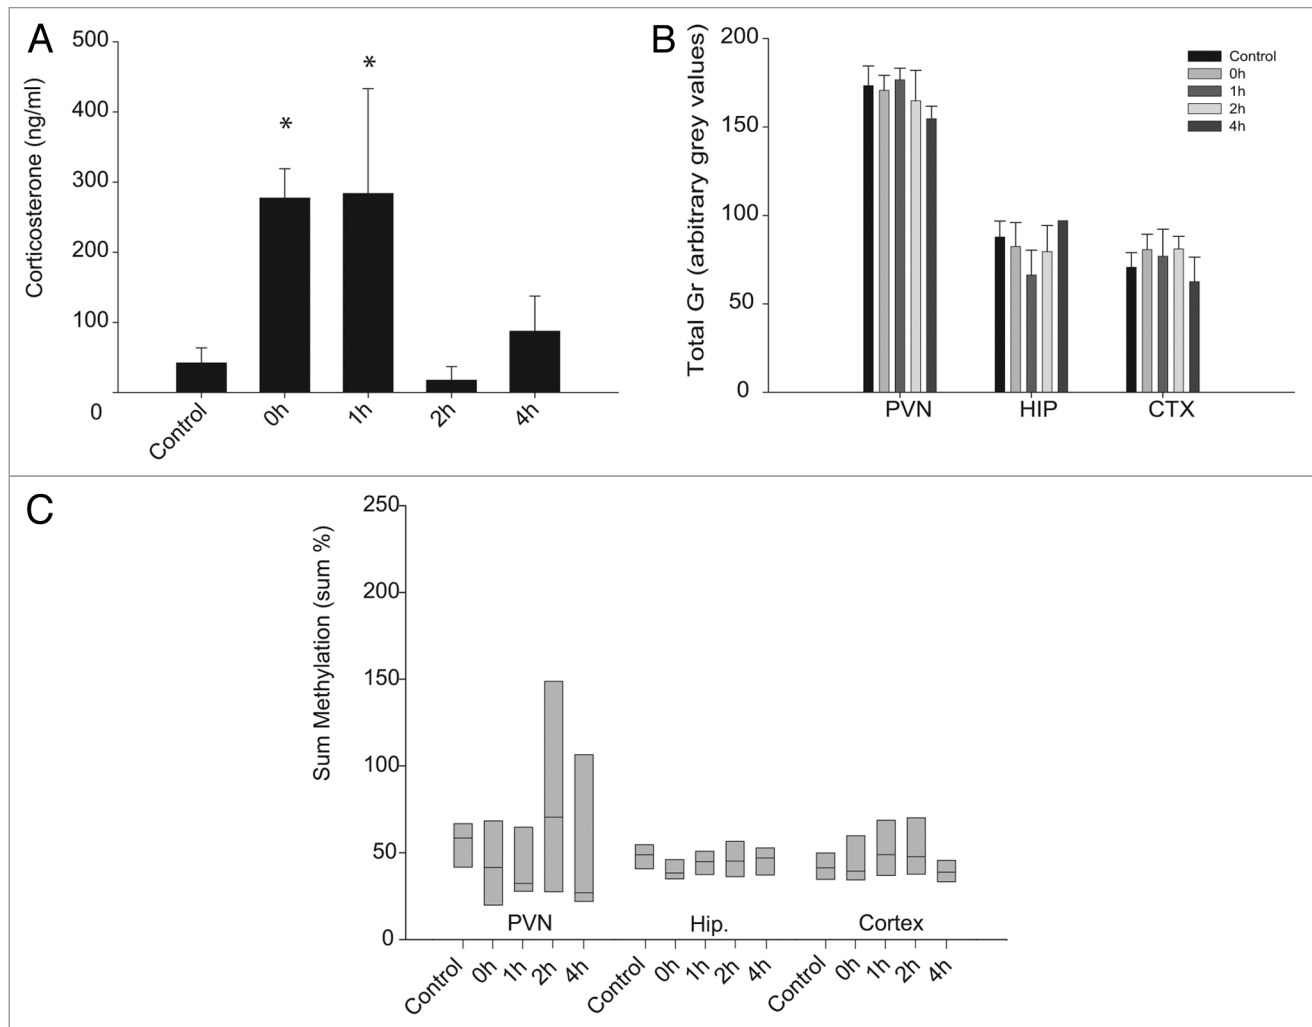 A
Corticosterone (ng/ml)
500
400
300
200
100
0
*
*
Control
0h
1h
2h
4h
B
Total Gr (arbitrary grey values)
200
150
100
50
0
Control
0h
1h
2h
4h
PVN
HIP
CTX
C
Sum Methylation (sum %)
250
200
150
100
50
0
PVN
Hip.
Cortex
Control
0h
1h
2h
4h
Control
0h
1h
2h
4h
Control
0h
1h
2h
4h